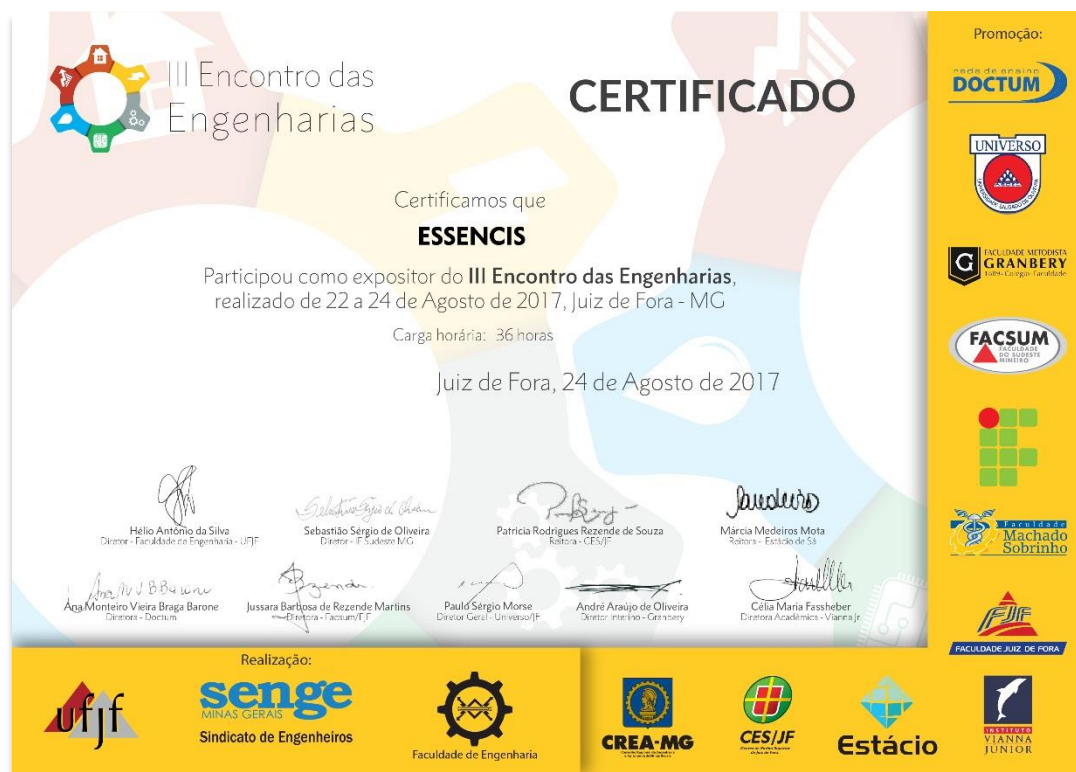 III Encontro das
Engenharias
CERTIFICADO
Certificamos que
ESSENCIS
Participou como expositor do III Encontro das Engenharias,
realizado de 22 a 24 de Agosto de 2017, Juiz de Fora - MG
Carga horária: 36 horas
Juiz de Fora, 24 de Agosto de 2017
Hélio Antônio da Silva
Diretor - Faculdade de Engenharia - UFJF
Sebastião Sérgio de Oliveira
Diretor - IF Sudeste MG
Patricia Rodrigues Rezende de Souza
Reitora - CES/JF
Márcia Medeiros Mota
Reitora - Estácio de Sá
Ana Monteiro Vieira Braga Barone
Diretora - Doctum
Jussara Barbosa de Rezende Martins
Diretora - Facsum/FJF
Paulo Sérgio Morse
Diretor Geral - Universo/JF
André Araújo de Oliveira
Diretor Interino - Granbery
Célia Maria Fassheber
Diretora Acadêmica - Vianna Jr
Promoção:
rede de ensino
DOCTUM
UNIVERSO
UNIVERSIDADE SALGADO DE OLIVEIRA
FACULDADE METODISTA
G GRANBERY
1889 - Colégio - Faculdade
FACSUM
FACULDADE
DO SUDESTE
MINEIRO
Faculdade
Machado
Sobrinho
FJF
FACULDADE JUIZ DE FORA
Realização:
ufjf
senge
MINAS GERAIS
Sindicato de Engenheiros
Faculdade de Engenharia
CREA-MG
CES/JF
Estácio
INSTITUTO
VIANNA
JUNIOR